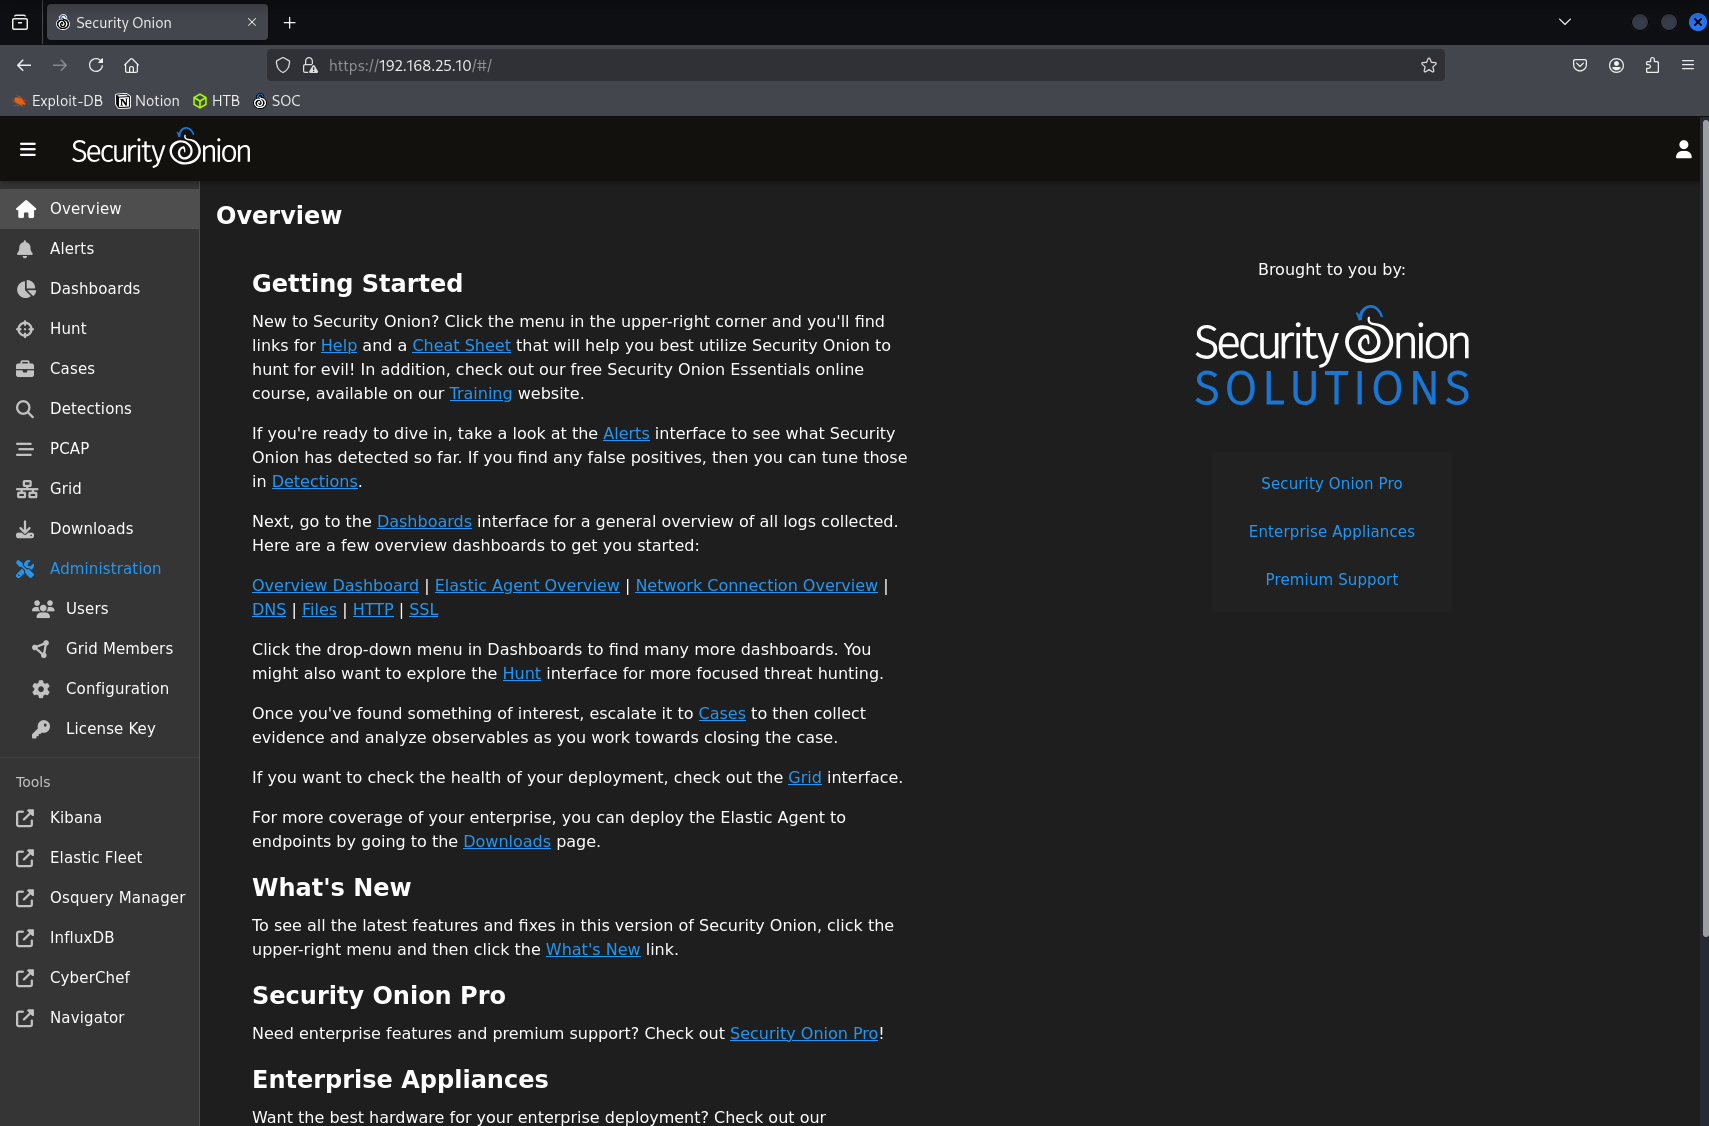 Security Onion
https://192.168.25.10/#/
Exploit-DB Notion HTB SOC
Security Onion
Overview
Alerts
Dashboards
Hunt
Cases
Detections
PCAP
Grid
Downloads
Administration
Users
Grid Members
Configuration
License Key
Tools
Kibana
Elastic Fleet
Osquery Manager
InfluxDB
CyberChef
Navigator
Overview
Getting Started
New to Security Onion? Click the menu in the upper-right corner and you'll find
links for Help and a Cheat Sheet that will help you best utilize Security Onion to
hunt for evil! In addition, check out our free Security Onion Essentials online
course, available on our Training website.
If you're ready to dive in, take a look at the Alerts interface to see what Security
Onion has detected so far. If you find any false positives, then you can tune those
in Detections.
Next, go to the Dashboards interface for a general overview of all logs collected.
Here are a few overview dashboards to get you started:
Overview Dashboard | Elastic Agent Overview | Network Connection Overview |
DNS | Files | HTTP | SSL
Click the drop-down menu in Dashboards to find many more dashboards. You
might also want to explore the Hunt interface for more focused threat hunting.
Once you've found something of interest, escalate it to Cases to then collect
evidence and analyze observables as you work towards closing the case.
If you want to check the health of your deployment, check out the Grid interface.
For more coverage of your enterprise, you can deploy the Elastic Agent to
endpoints by going to the Downloads page.
What's New
To see all the latest features and fixes in this version of Security Onion, click the
upper-right menu and then click the What's New link.
Security Onion Pro
Need enterprise features and premium support? Check out Security Onion Pro!
Enterprise Appliances
Want the best hardware for your enterprise deployment? Check out our
Brought to you by:
Security Onion
SOLUTIONS
Security Onion Pro
Enterprise Appliances
Premium Support